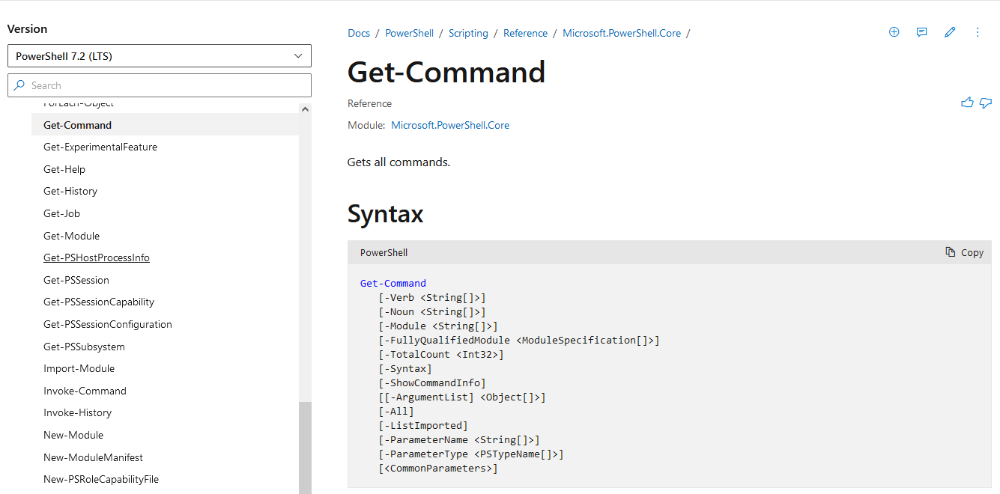 Version
PowerShell 7.2 (LTS)
Search
ForEach-Object
Get-Command
Get-ExperimentalFeature
Get-Help
Get-History
Get-Job
Get-Module
Get-PSHostProcessInfo
Get-PSSession
Get-PSSessionCapability
Get-PSSessionConfiguration
Get-PSSubsystem
Import-Module
Invoke-Command
Invoke-History
New-Module
New-ModuleManifest
New-PSRoleCapabilityFile
Docs / PowerShell / Scripting / Reference / Microsoft.PowerShell.Core /
Get-Command
Reference
Module: Microsoft.PowerShell.Core
Gets all commands.
Syntax
PowerShell Copy
Get-Command
[-Verb <String[]>]
[-Noun <String[]>]
[-Module <String[]>]
[-FullyQualifiedModule <ModuleSpecification[]>]
[-TotalCount <Int32>]
[-Syntax]
[-ShowCommandInfo]
[[-ArgumentList] <Object[]>]
[-All]
[-ListImported]
[-ParameterName <String[]>]
[-ParameterType <PSTypeName[]>]
[<CommonParameters>]